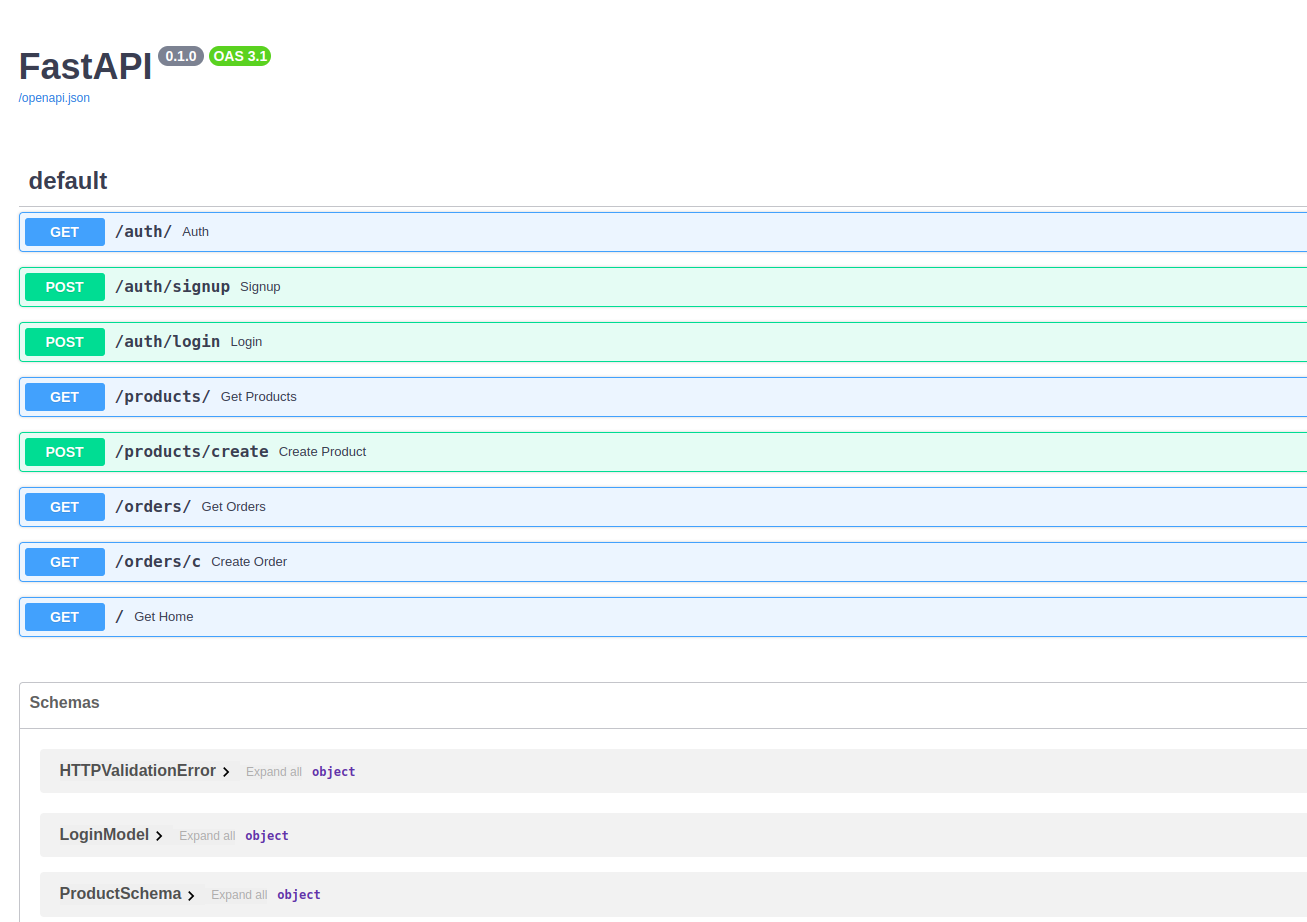 FastAPI 0.1.0 OAS 3.1
/openapi.json
default
GET /auth/ Auth
POST /auth/signup Signup
POST /auth/login Login
GET /products/ Get Products
POST /products/create Create Product
GET /orders/ Get Orders
GET /orders/c Create Order
GET / Get Home
Schemas
HTTPValidationError Expand all object
LoginModel Expand all object
ProductSchema Expand all object